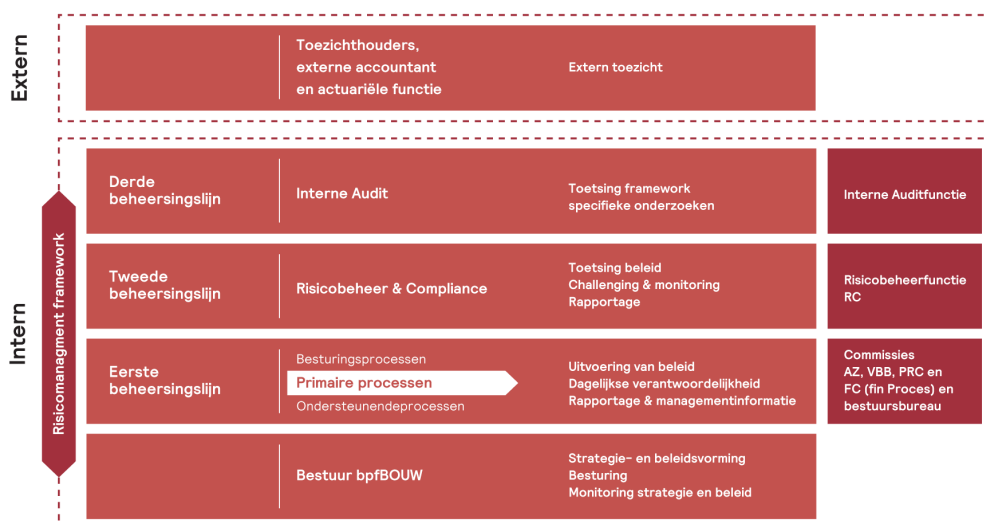 Extern
Toezichthouders,
externe accountant
en actuariële functie
Extern toezicht
Intern
Risicomanagment framework
Derde
beheersingslijn
Interne Audit
Toetsing framework
specifieke onderzoeken
Interne Auditfunctie
Tweede
beheersingslijn
Risicobeheer & Compliance
Toetsing beleid
Challenging & monitoring
Rapportage
Risicobeheerfunctie
RC
Eerste
beheersingslijn
Besturingsprocessen
Primaire processen
Ondersteunendeprocessen
Uitvoering van beleid
Dagelijkse verantwoordelijkheid
Rapportage & managementinformatie
Commissies
AZ, VBB, PRC en
FC (fin Proces) en
bestuursbureau
Bestuur bpfBOUW
Strategie- en beleidsvorming
Besturing
Monitoring strategie en beleid